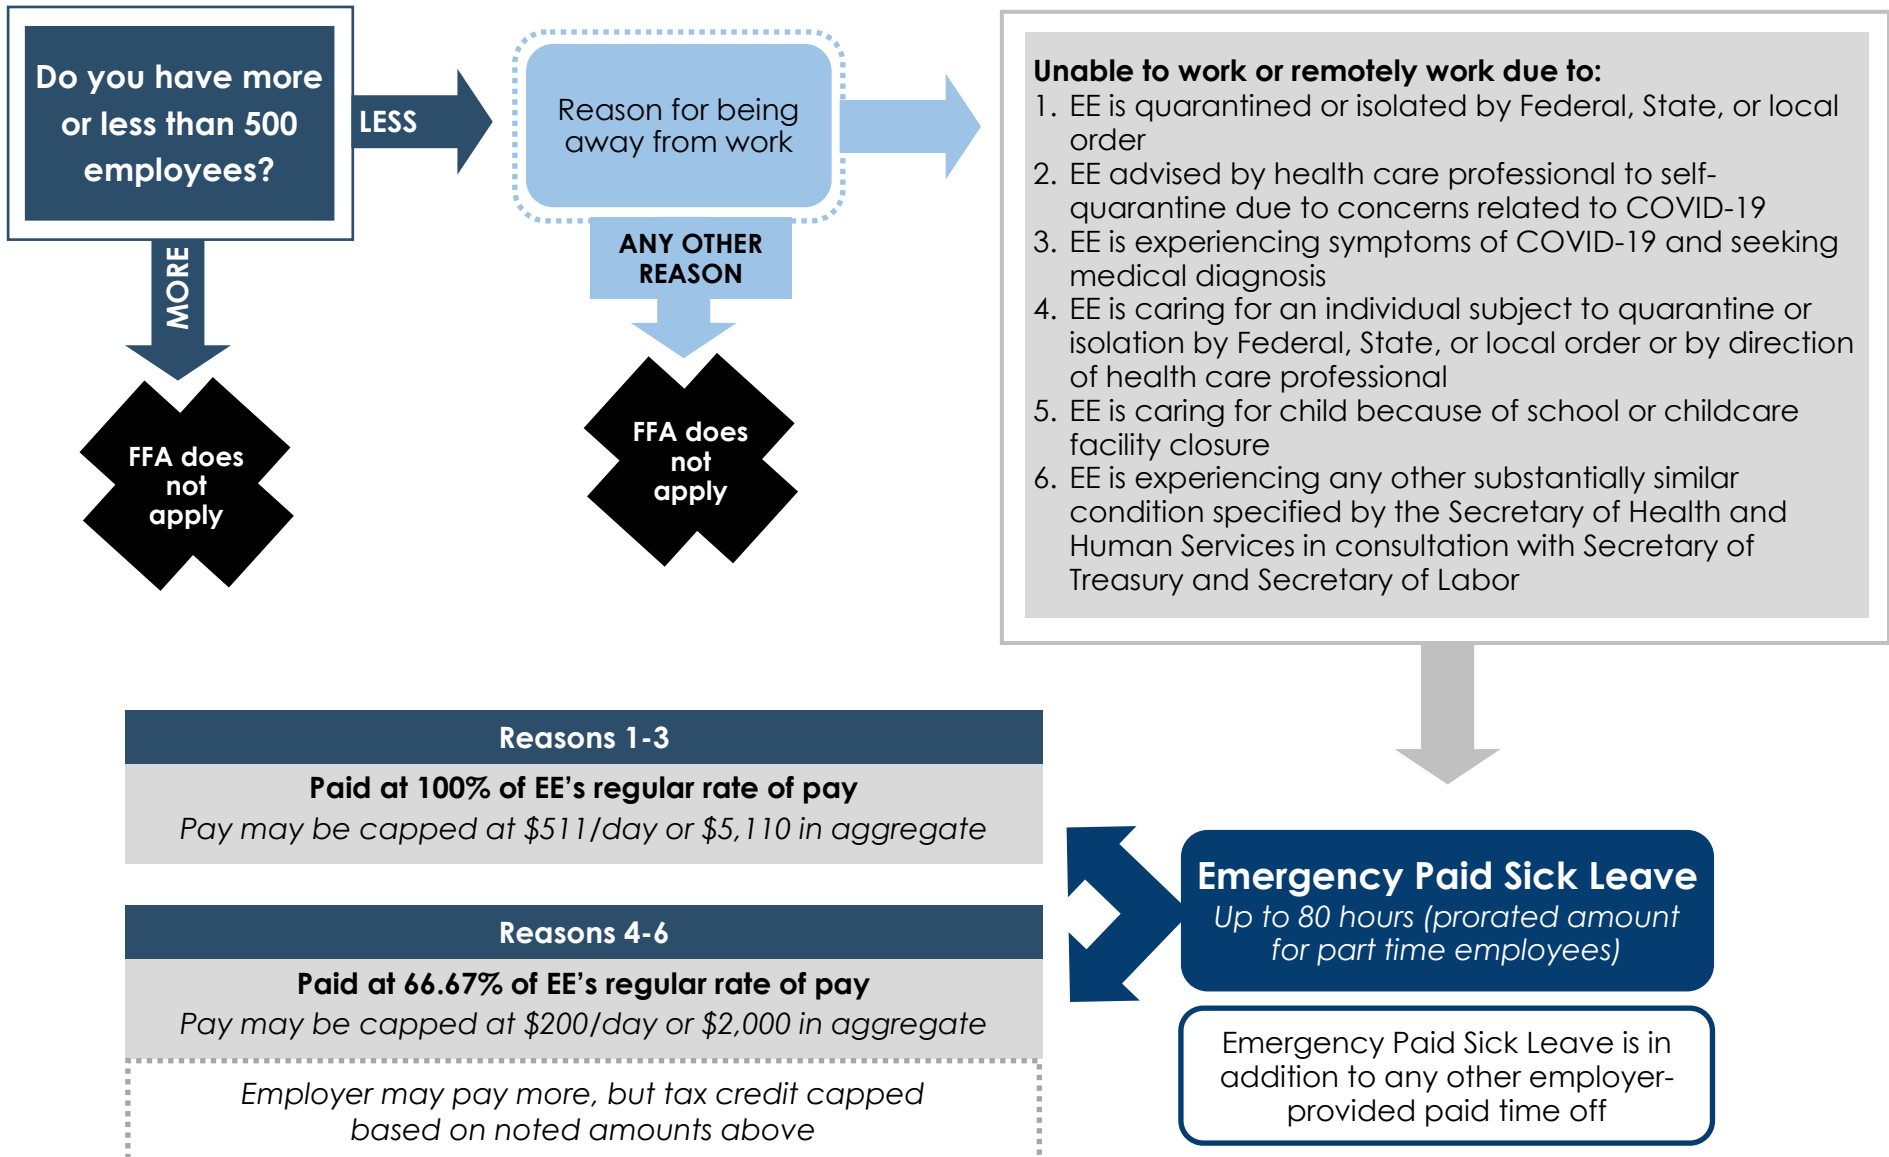 Do you have more
or less than 500
employees?
LESS
MORE
FFA does
not
apply
Reason for being
away from work
ANY OTHER
REASON
FFA does
not
apply
Unable to work or remotely work due to:
1. EE is quarantined or isolated by Federal, State, or local
order
2. EE advised by health care professional to self-
quarantine due to concerns related to COVID-19
3. EE is experiencing symptoms of COVID-19 and seeking
medical diagnosis
4. EE is caring for an individual subject to quarantine or
isolation by Federal, State, or local order or by direction
of health care professional
5. EE is caring for child because of school or childcare
facility closure
6. EE is experiencing any other substantially similar
condition specified by the Secretary of Health and
Human Services in consultation with Secretary of
Treasury and Secretary of Labor
Emergency Paid Sick Leave
Up to 80 hours (prorated amount
for part time employees)
Emergency Paid Sick Leave is in
addition to any other employer-
provided paid time off
Reasons 1-3
Paid at 100% of EE’s regular rate of pay
Pay may be capped at $511/day or $5,110 in aggregate
Reasons 4-6
Paid at 66.67% of EE’s regular rate of pay
Pay may be capped at $200/day or $2,000 in aggregate
Employer may pay more, but tax credit capped
based on noted amounts above